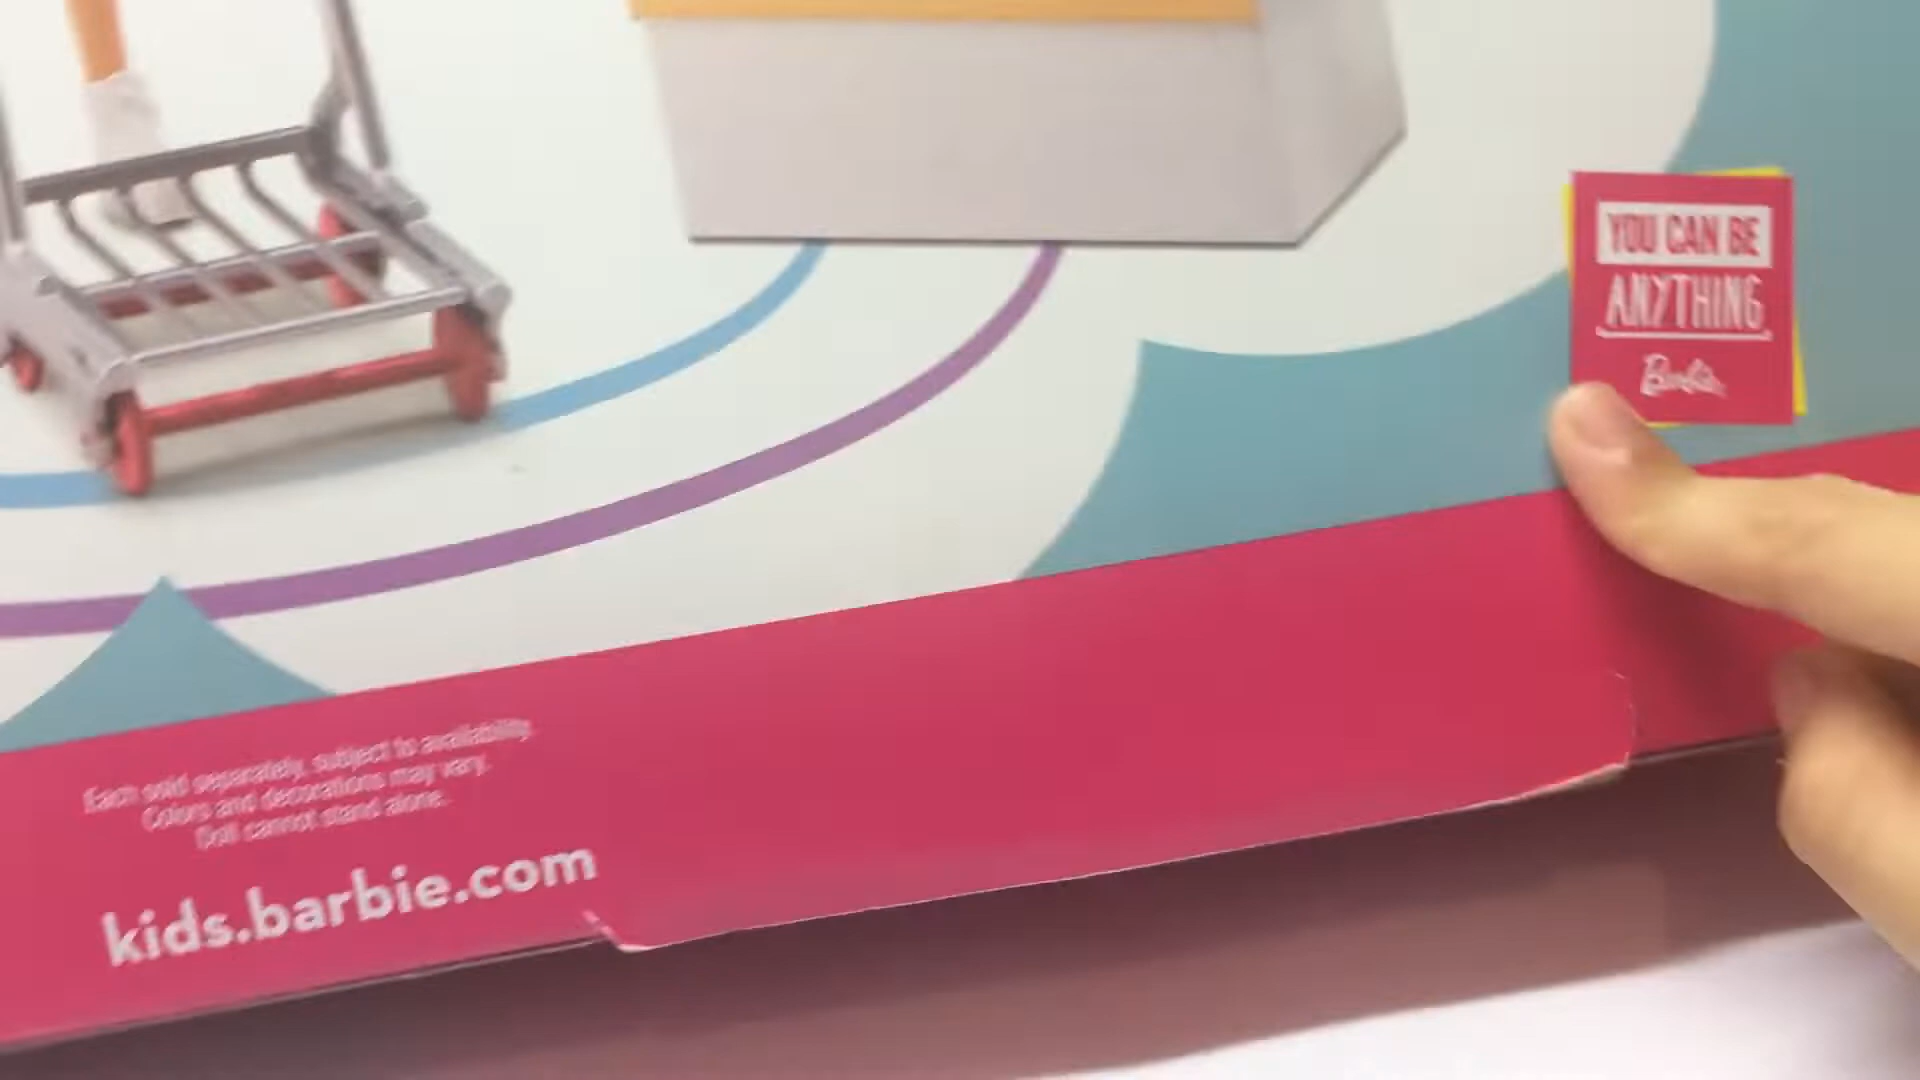 YOU CAN BE
ANYTHING
Barbie
Each sold separately, subject to availability.
Colors and decorations may vary.
Doll cannot stand alone.
kids.barbie.com